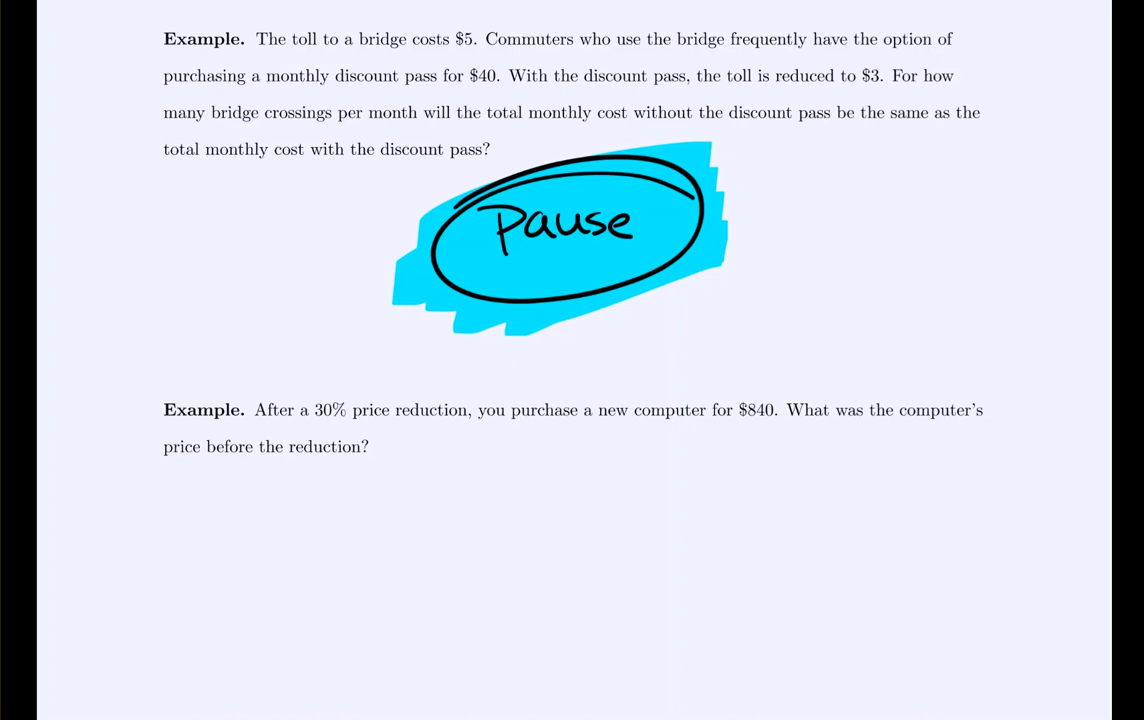 Example. The toll to a bridge costs $5. Commuters who use the bridge frequently have the option of
purchasing a monthly discount pass for $40. With the discount pass, the toll is reduced to $3. For how
many bridge crossings per month will the total monthly cost without the discount pass be the same as the
total monthly cost with the discount pass?
Pause
Example. After a 30% price reduction, you purchase a new computer for $840. What was the computer's
price before the reduction?